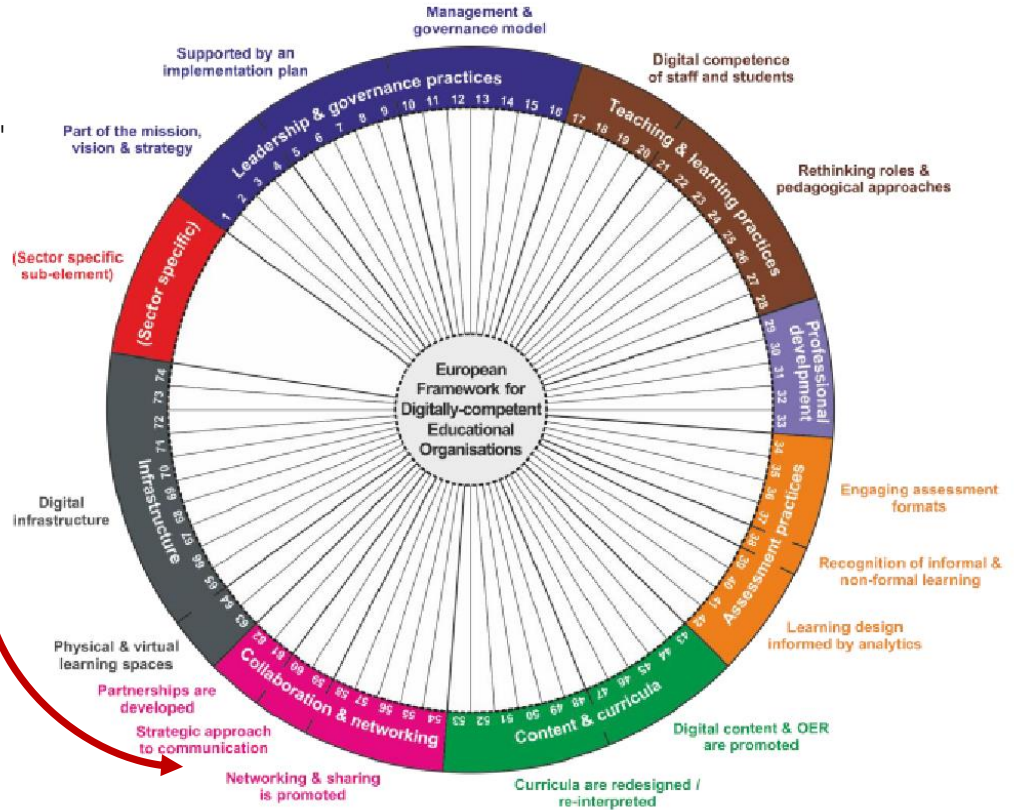 Management &
governance model
Supported by an
implementation plan
Part of the mission,
vision & strategy
(Sector specific
sub-element)
Digital
infrastructure
Physical & virtual
learning spaces
Partnerships are
developed
Strategic approach
to communication
Networking & sharing
is promoted
Curricula are redesigned /
re-interpreted
Digital content & OER
are promoted
Learning design
informed by analytics
Recognition of informal &
non-formal learning
Engaging assessment
formats
Rethinking roles &
pedagogical approaches
Digital competence
of staff and students
Leadership & governance practices
Teaching & learning practices
Professional
develpment
Assessment practices
Content & curricula
Collaboration & networking
Infrastructure
(Sector specific)
1 2 3 4 5 6 7 8 9 10 11 12 13 14 15 16
17 18 19 20 21 22 23 24 25 26 27 28
29 30 31 32 33
34 35 36 37 38 39 40 41 42
43 44 45 46 47 48 49 50 51 52 53
54 55 56 57 58 59 60 61 62
63 64 65 66 67 68 69 70 71 72 73 74
European
Framework for
Digitally-competent
Educational
Organisations